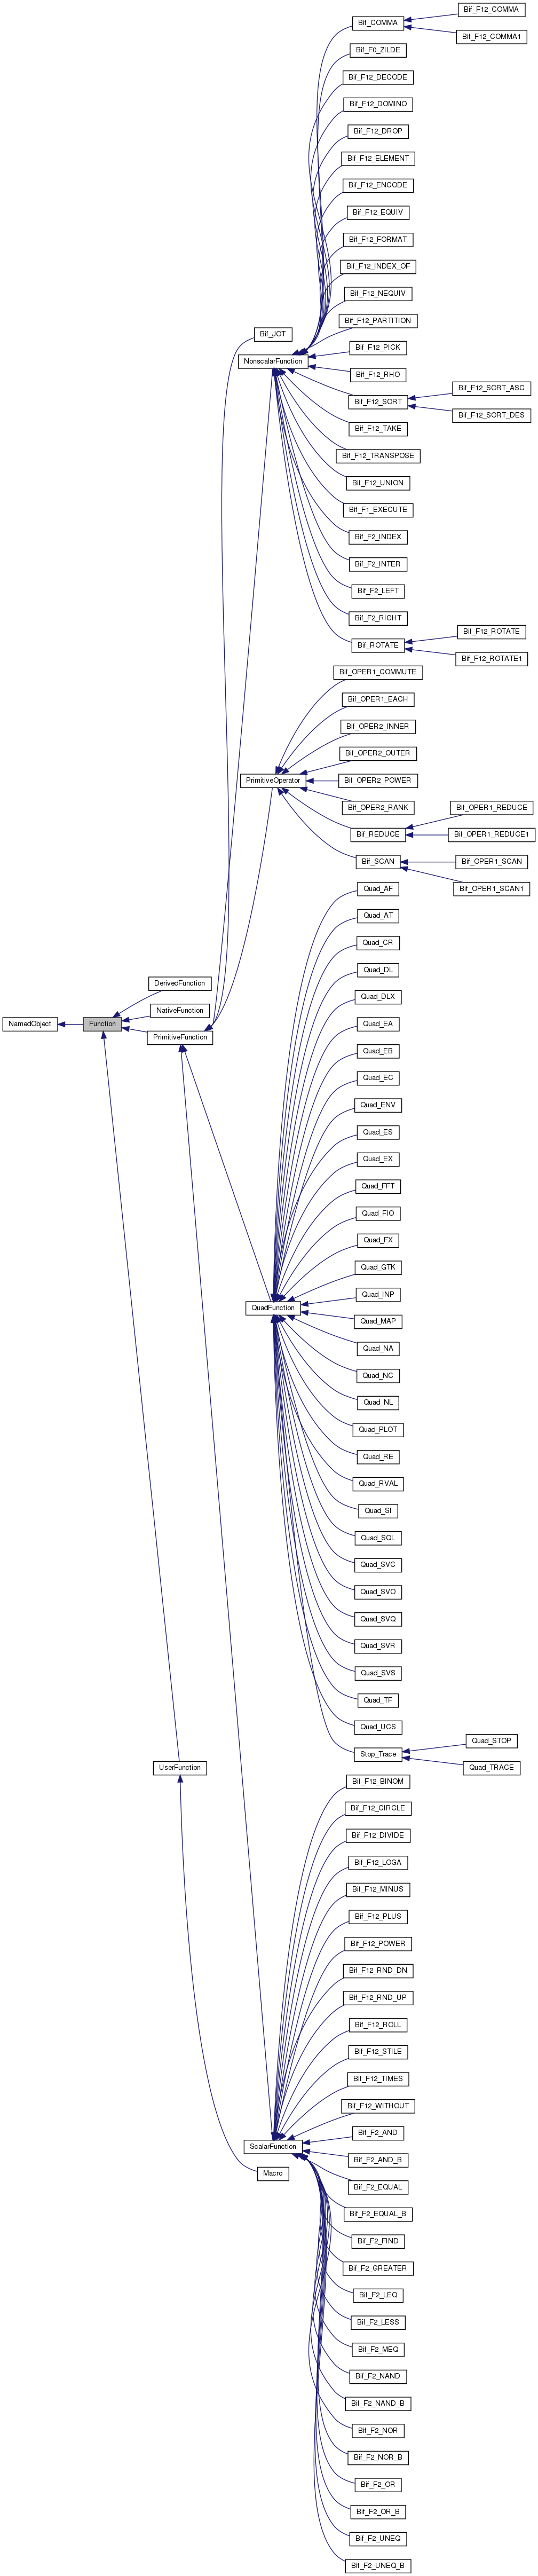 Bif_F12_COMMA
Bif_COMMA
Bif_F12_COMMA1
Bif_F0_ZILDE
Bif_F12_DECODE
Bif_F12_DOMINO
Bif_F12_DROP
Bif_F12_ELEMENT
Bif_F12_ENCODE
Bif_F12_EQUIV
Bif_F12_FORMAT
Bif_F12_INDEX_OF
Bif_F12_NEQUIV
Bif_F12_PARTITION
Bif_JOT
Bif_F12_PICK
NonscalarFunction
Bif_F12_RHO
Bif_F12_SORT_ASC
Bif_F12_SORT
Bif_F12_SORT_DES
Bif_F12_TAKE
Bif_F12_TRANSPOSE
Bif_F12_UNION
Bif_F1_EXECUTE
Bif_F2_INDEX
Bif_F2_INTER
Bif_F2_LEFT
Bif_F2_RIGHT
Bif_F12_ROTATE
Bif_ROTATE
Bif_F12_ROTATE1
Bif_OPER1_COMMUTE
Bif_OPER1_EACH
Bif_OPER2_INNER
Bif_OPER2_OUTER
PrimitiveOperator
Bif_OPER2_POWER
Bif_OPER2_RANK
Bif_OPER1_REDUCE
Bif_REDUCE
Bif_OPER1_REDUCE1
Bif_SCAN
Bif_OPER1_SCAN
Bif_OPER1_SCAN1
Quad_AF
Quad_AT
Quad_CR
Quad_DL
DerivedFunction
Quad_DLX
NativeFunction
NamedObject
Function
Quad_EA
PrimitiveFunction
Quad_EB
Quad_EC
Quad_ENV
Quad_ES
Quad_EX
Quad_FFT
Quad_FIO
Quad_FX
Quad_GTK
Quad_INP
QuadFunction
Quad_MAP
Quad_NA
Quad_NC
Quad_NL
Quad_PLOT
Quad_RE
Quad_RVAL
Quad_SI
Quad_SQL
Quad_SVC
Quad_SVO
Quad_SVQ
Quad_SVR
Quad_SVS
Quad_TF
Quad_UCS
Quad_STOP
Stop_Trace
UserFunction
Quad_TRACE
Bif_F12_BINOM
Bif_F12_CIRCLE
Bif_F12_DIVIDE
Bif_F12_LOGA
Bif_F12_MINUS
Bif_F12_PLUS
Bif_F12_POWER
Bif_F12_RND_DN
Bif_F12_RND_UP
Bif_F12_ROLL
Bif_F12_STILE
Bif_F12_TIMES
Bif_F12_WITHOUT
Bif_F2_AND
ScalarFunction
Bif_F2_AND_B
Macro
Bif_F2_EQUAL
Bif_F2_EQUAL_B
Bif_F2_FIND
Bif_F2_GREATER
Bif_F2_LEQ
Bif_F2_LESS
Bif_F2_MEQ
Bif_F2_NAND
Bif_F2_NAND_B
Bif_F2_NOR
Bif_F2_NOR_B
Bif_F2_OR
Bif_F2_OR_B
Bif_F2_UNEQ
Bif_F2_UNEQ_B